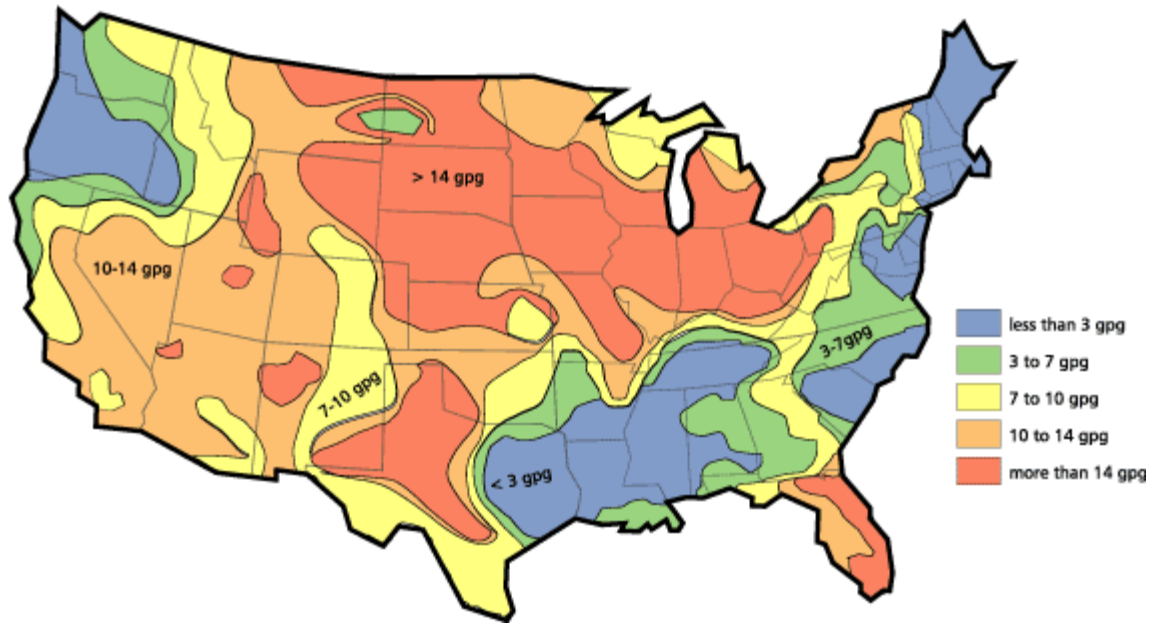 > 14 gpg
10-14 gpg
7-10 gpg
3-7gpg
< 3 gpg
less than 3 gpg
3 to 7 gpg
7 to 10 gpg
10 to 14 gpg
more than 14 gpg